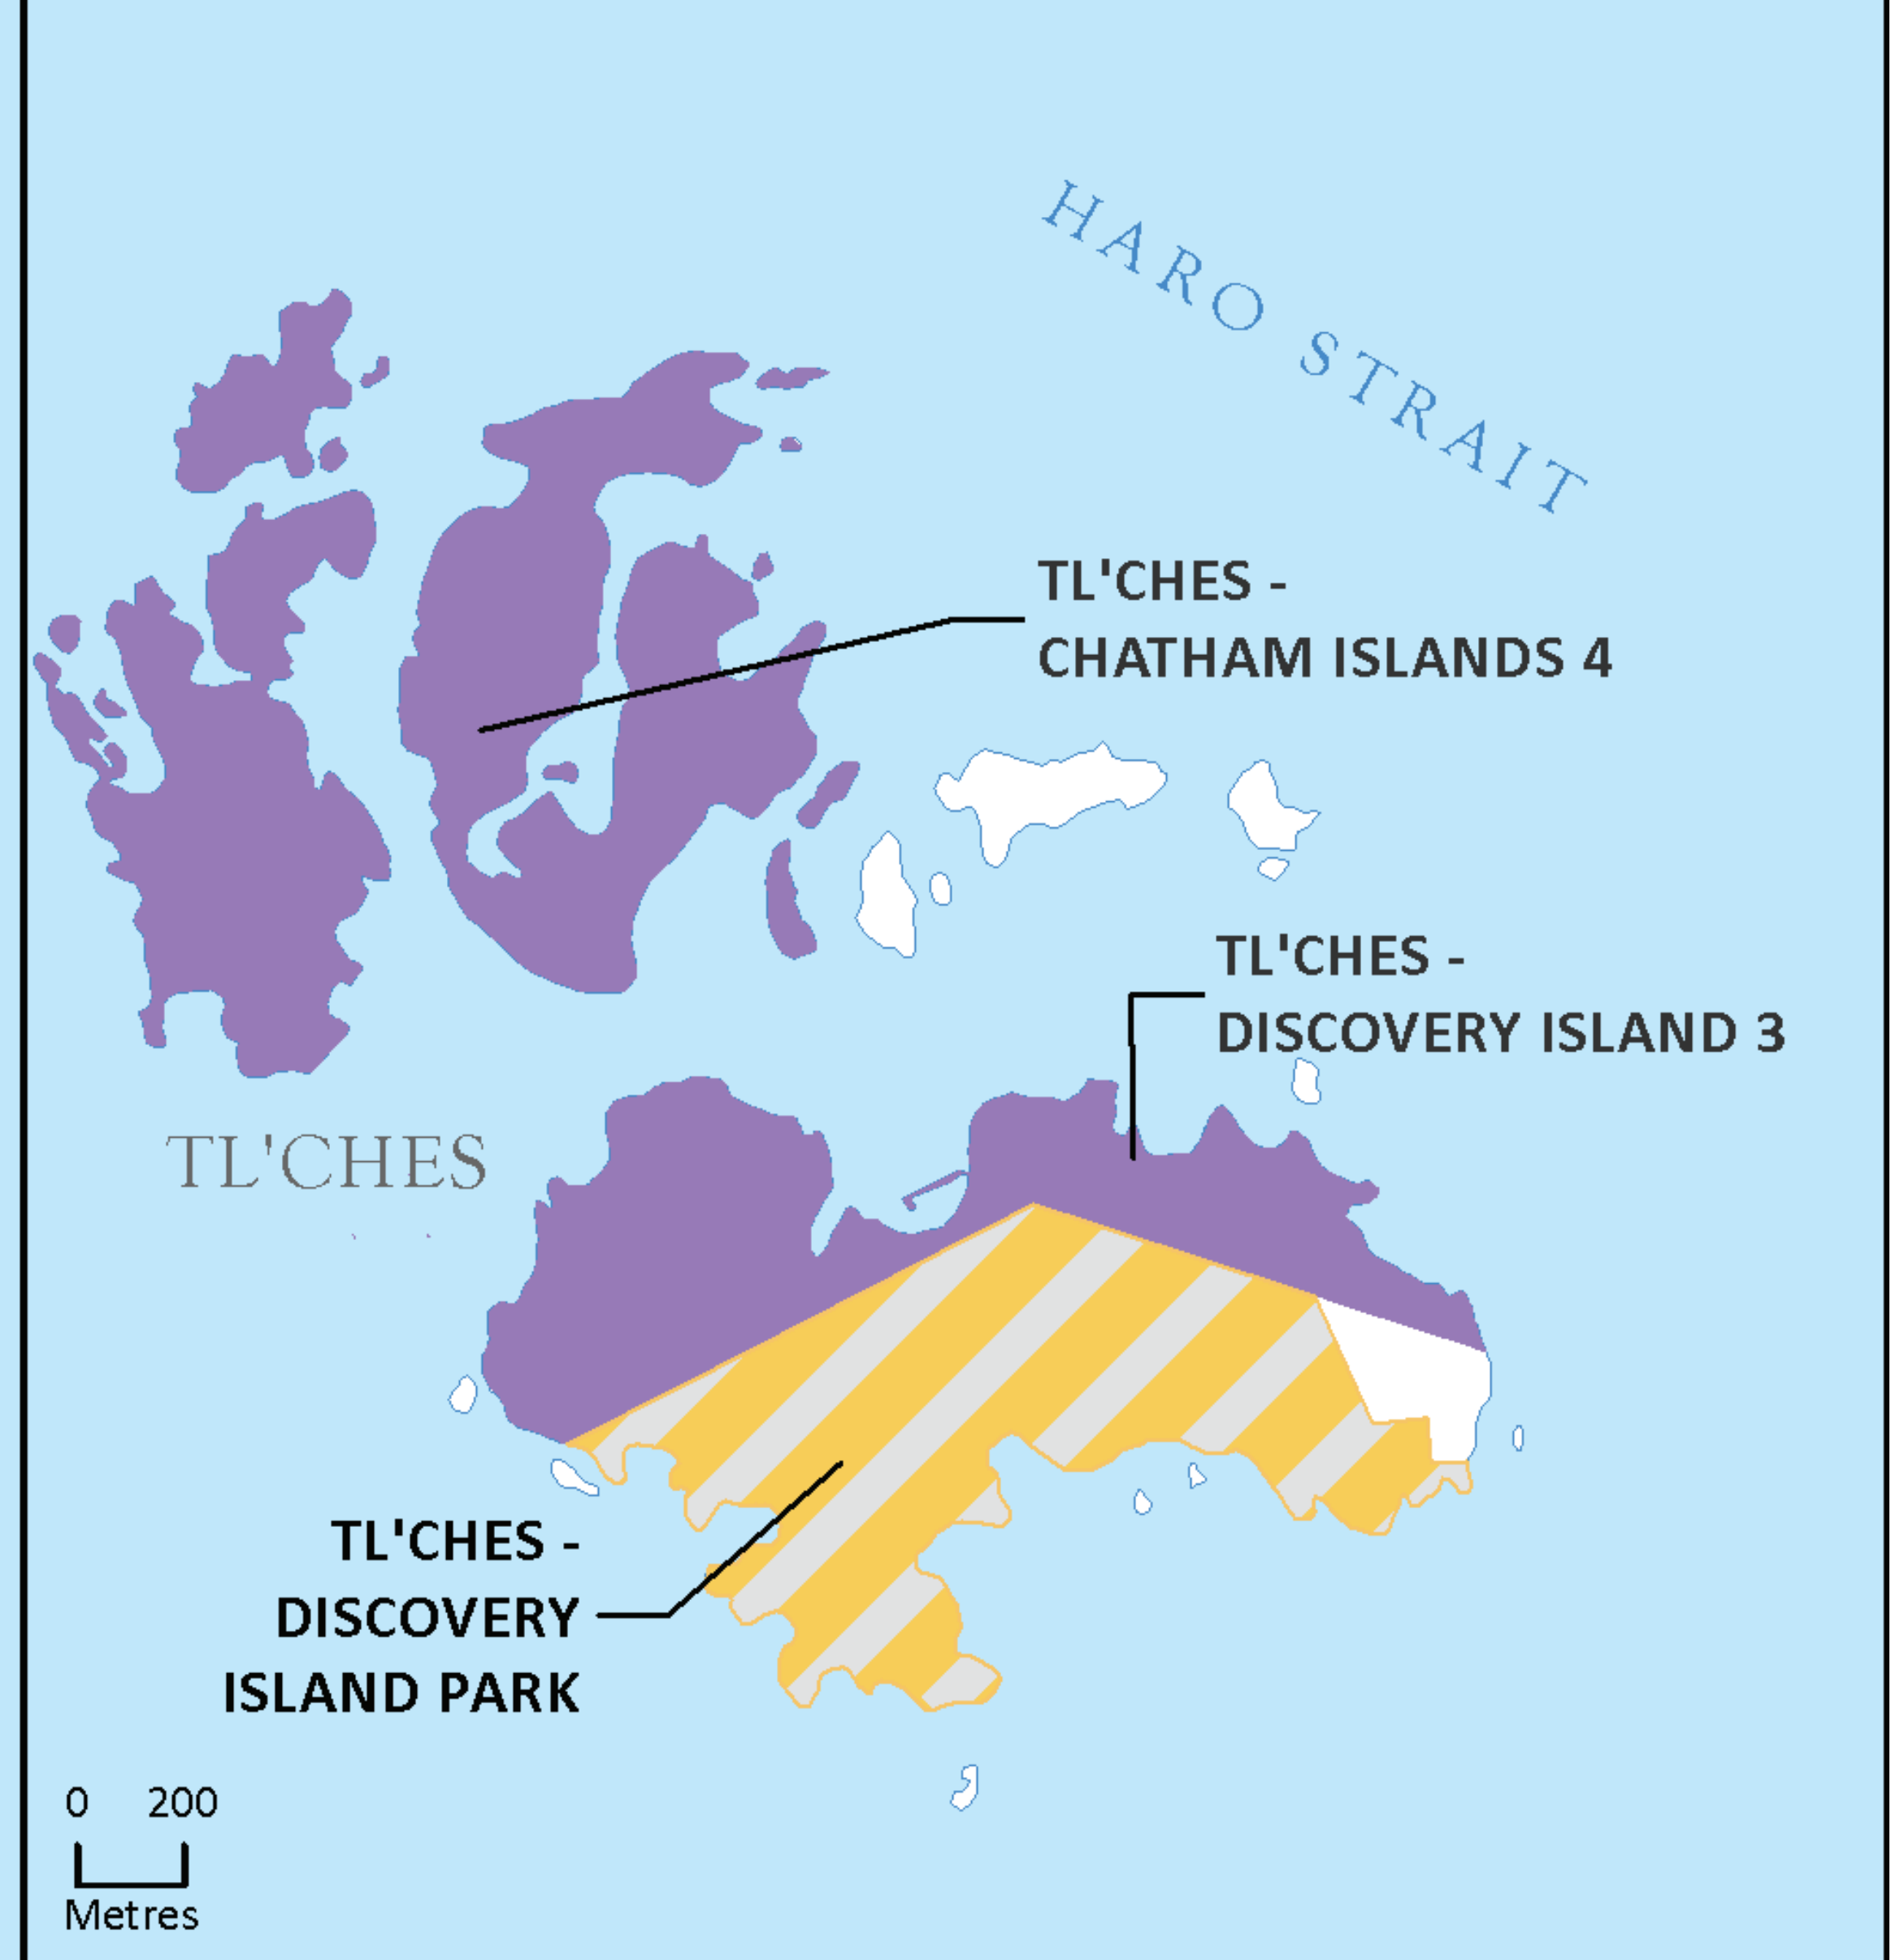 HARO STRAIT
TL'CHES -
CHATHAM ISLANDS 4
TL'CHES -
DISCOVERY ISLAND 3
TL'CHES
TL'CHES -
DISCOVERY
ISLAND PARK
0 200
Metres